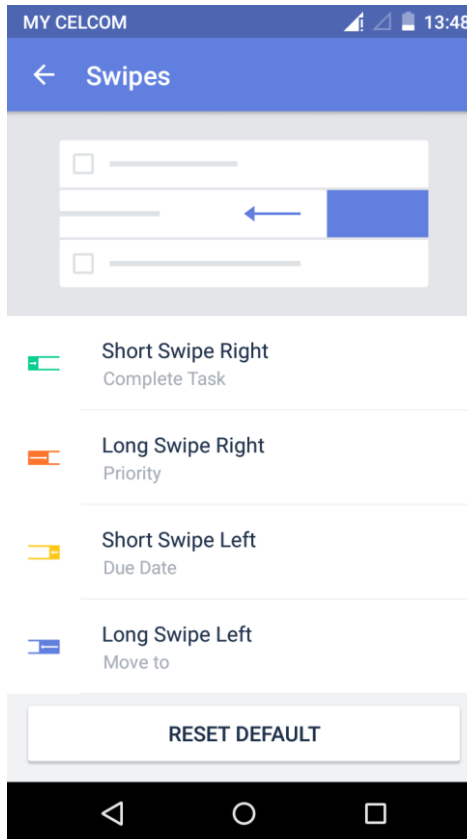 MY CELCOM 13:48
Swipes
Short Swipe Right
Complete Task
Long Swipe Right
Priority
Short Swipe Left
Due Date
Long Swipe Left
Move to
RESET DEFAULT